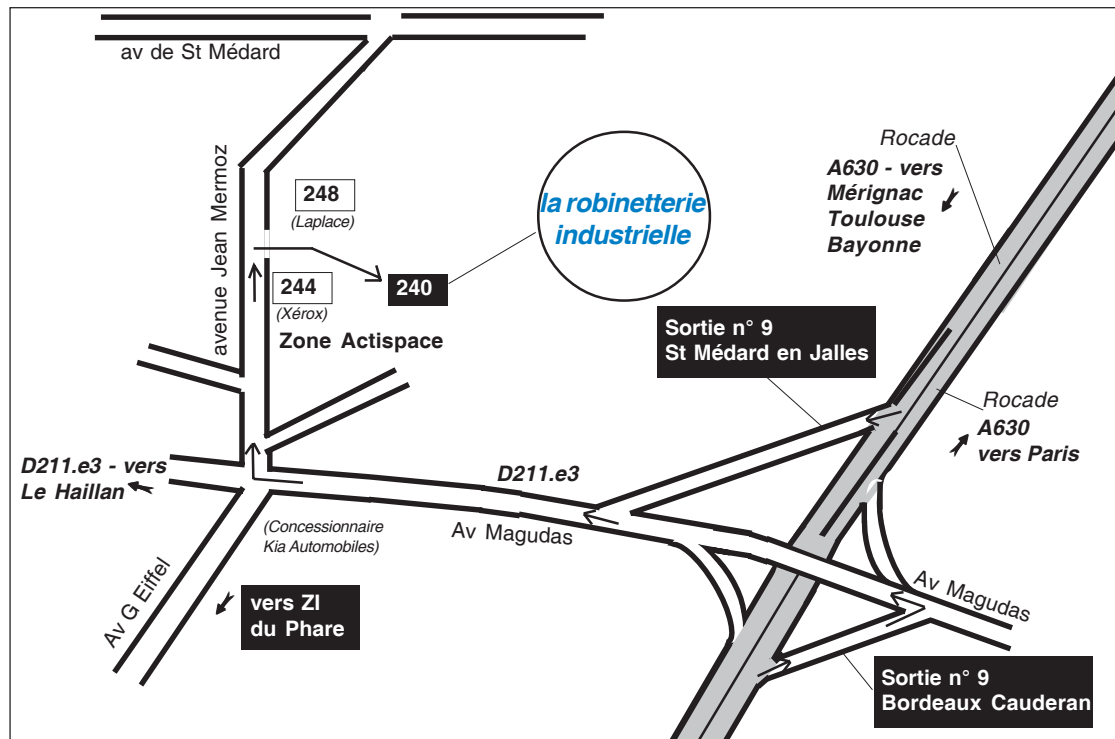 av de St Médard
avenue Jean Mermoz
248
(Laplace)
244
(Xérox)
Zone Actispace
240
la robinetterie
industrielle
Rocade
A630 - vers
Mérignac
Toulouse
Bayonne
Sortie n° 9
St Médard en Jalles
Rocade
A630
vers Paris
D211.e3 - vers
Le Haillan
D211.e3
Av Magudas
(Concessionnaire
Kia Automobiles)
Av G Eiffel
vers ZI
du Phare
Av Magudas
Sortie n° 9
Bordeaux Cauderan